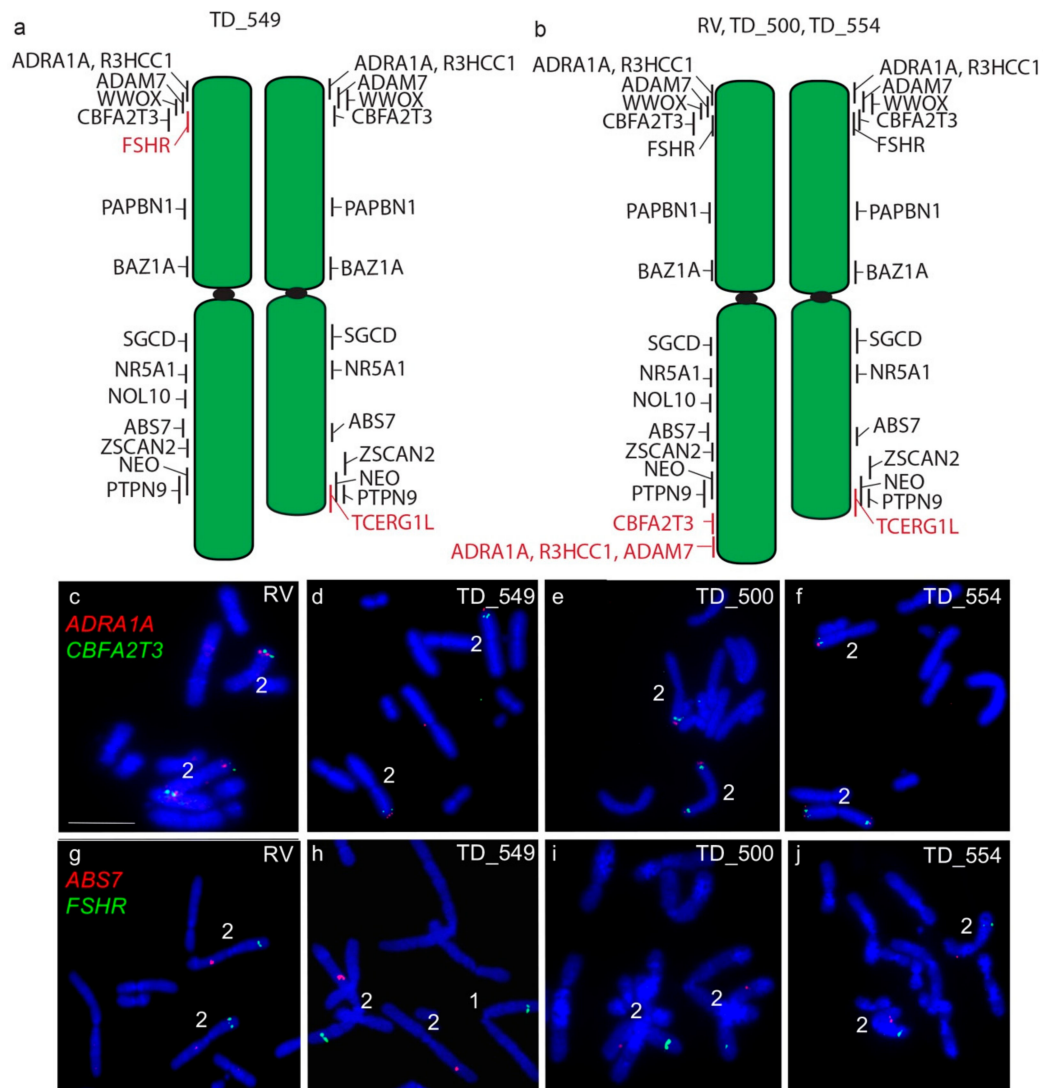 a
TD_549
ADRA1A, R3HCC1
ADAM7
WWOX
CBFA2T3
FSHR
PAPBN1
BAZ1A
SGCD
NR5A1
NOL10
ABS7
ZSCAN2
NEO
PTPN9
ADRA1A, R3HCC1
ADAM7
WWOX
CBFA2T3
PAPBN1
BAZ1A
SGCD
NR5A1
ABS7
ZSCAN2
NEO
PTPN9
TCERG1L
b
RV, TD_500, TD_554
ADRA1A, R3HCC1
ADAM7
WWOX
CBFA2T3
FSHR
PAPBN1
BAZ1A
SGCD
NR5A1
NOL10
ABS7
ZSCAN2
NEO
PTPN9
CBFA2T3
ADRA1A, R3HCC1, ADAM7
ADRA1A, R3HCC1
ADAM7
WWOX
CBFA2T3
FSHR
PAPBN1
BAZ1A
SGCD
NR5A1
ABS7
ZSCAN2
NEO
PTPN9
TCERG1L
c
RV
ADRA1A
CBFA2T3
2
2
d
TD_549
2
2
e
TD_500
2
2
f
TD_554
2
2
g
RV
ABS7
FSHR
2
2
h
TD_549
2
2
1
i
TD_500
2
2
j
TD_554
2
2